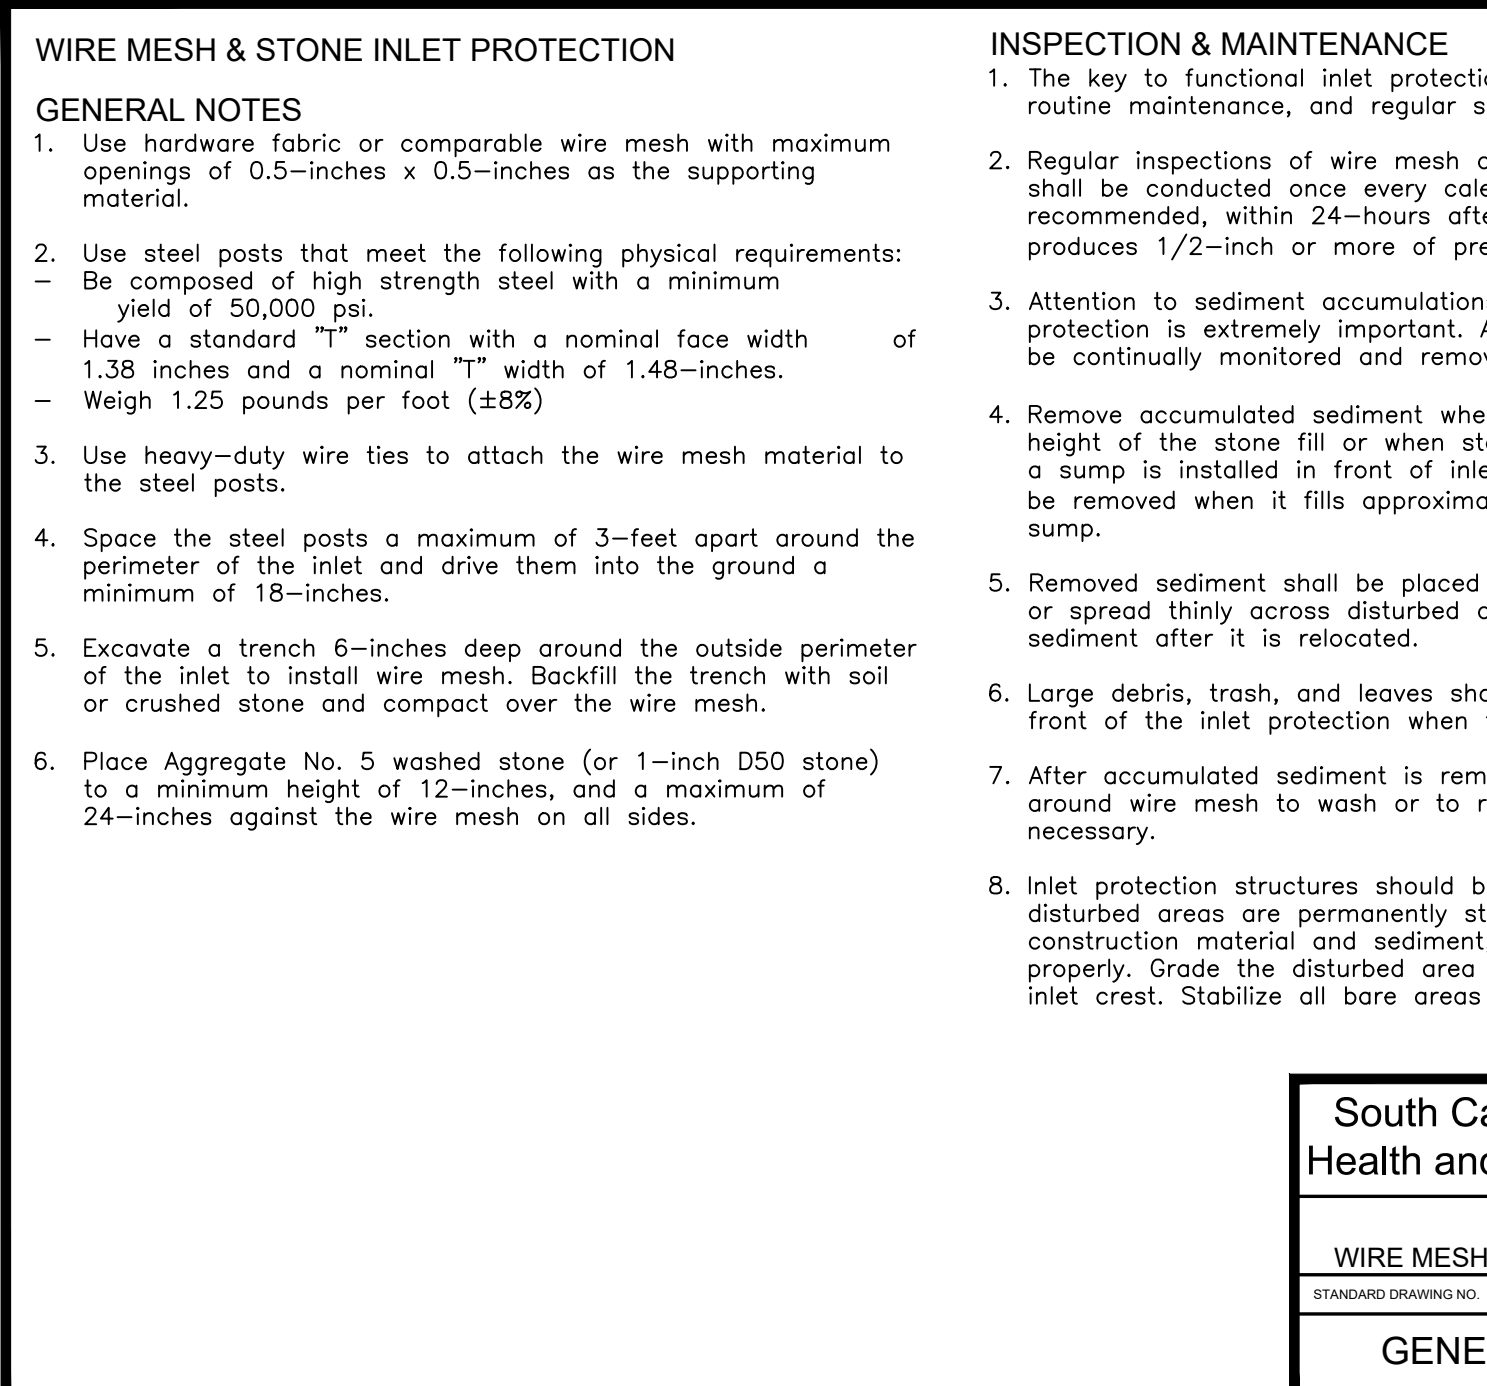 WIRE MESH & STONE INLET PROTECTION
GENERAL NOTES
1. Use hardware fabric or comparable wire mesh with maximum
openings of 0.5–inches x 0.5–inches as the supporting
material.
2. Use steel posts that meet the following physical requirements:
– Be composed of high strength steel with a minimum
yield of 50,000 psi.
– Have a standard "T" section with a nominal face width of
1.38 inches and a nominal "T" width of 1.48–inches.
– Weigh 1.25 pounds per foot (±8%)
3. Use heavy–duty wire ties to attach the wire mesh material to
the steel posts.
4. Space the steel posts a maximum of 3–feet apart around the
perimeter of the inlet and drive them into the ground a
minimum of 18–inches.
5. Excavate a trench 6–inches deep around the outside perimeter
of the inlet to install wire mesh. Backfill the trench with soil
or crushed stone and compact over the wire mesh.
6. Place Aggregate No. 5 washed stone (or 1–inch D50 stone)
to a minimum height of 12–inches, and a maximum of
24–inches against the wire mesh on all sides.
INSPECTION & MAINTENANCE
1. The key to functional inlet
routine maintenance, and regular
2. Regular inspections of wire mesh
shall be conducted once every
recommended, within 24–hours
produces 1/2–inch or more of
3. Attention to sediment
protection is extremely important.
be continually monitored and
4. Remove accumulated sediment
height of the stone fill or when
a sump is installed in front of
be removed when it fills
sump.
5. Removed sediment shall be placed
or spread thinly across disturbed
sediment after it is relocated.
6. Large debris, trash, and leaves
front of the inlet protection when
7. After accumulated sediment is
around wire mesh to wash or to
necessary.
8. Inlet protection structures should
disturbed areas are permanently
construction material and sediment,
properly. Grade the disturbed area
inlet crest. Stabilize all bare areas
South
Health
WIRE MESH
STANDARD DRAWING NO.